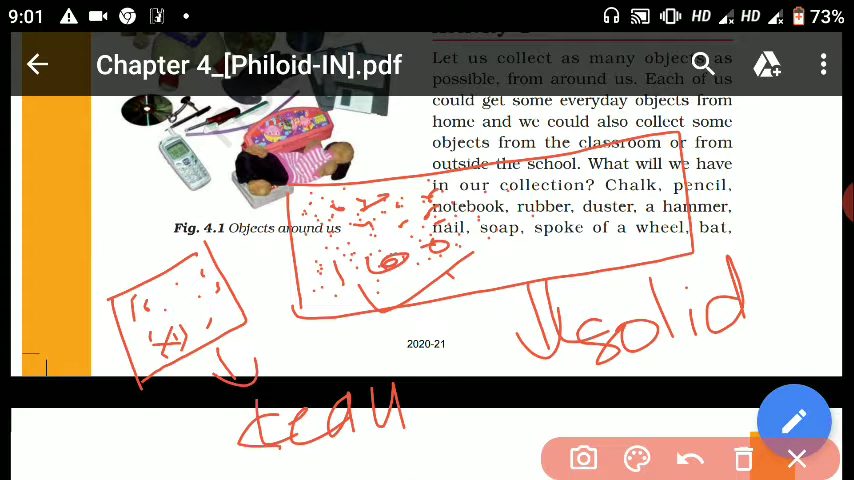 9:01 HD HD 73%
Chapter 4_[Philoid-IN].pdf
Let us collect as many objects as
possible, from around us. Each of us
could get some everyday objects from
home and we could also collect some
objects from the classroom or from
outside the school. What will we have
in our collection? Chalk, pencil,
notebook, rubber, duster, a hammer,
nail, soap, spoke of a wheel, bat,
Fig. 4.1 Objects around us
solid
2020-21